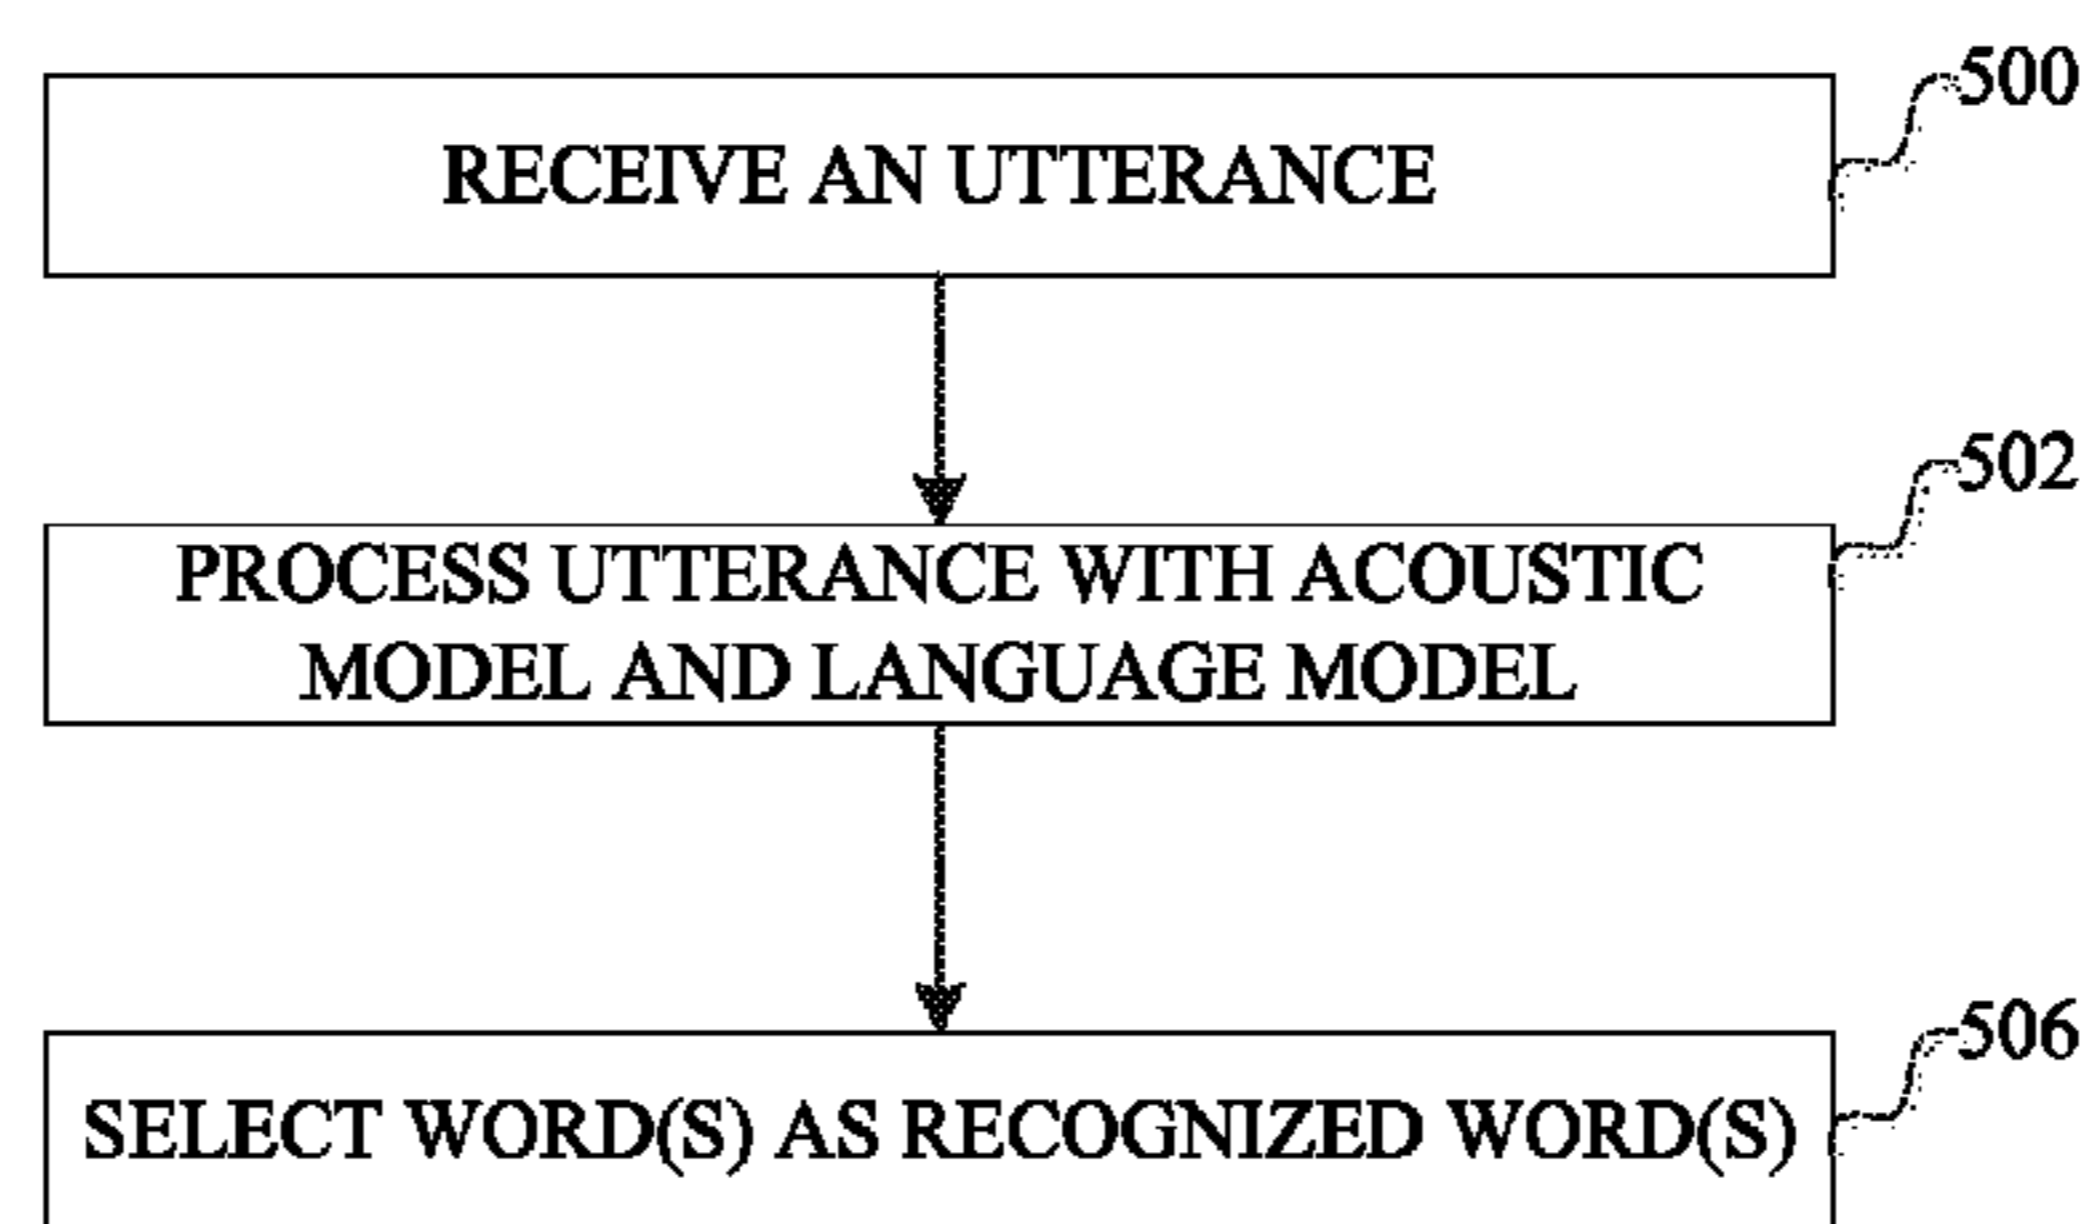 500
RECEIVE AN UTTERANCE
502
PROCESS UTTERANCE WITH ACOUSTIC
MODEL AND LANGUAGE MODEL
506
SELECT WORD(S) AS RECOGNIZED WORD(S)